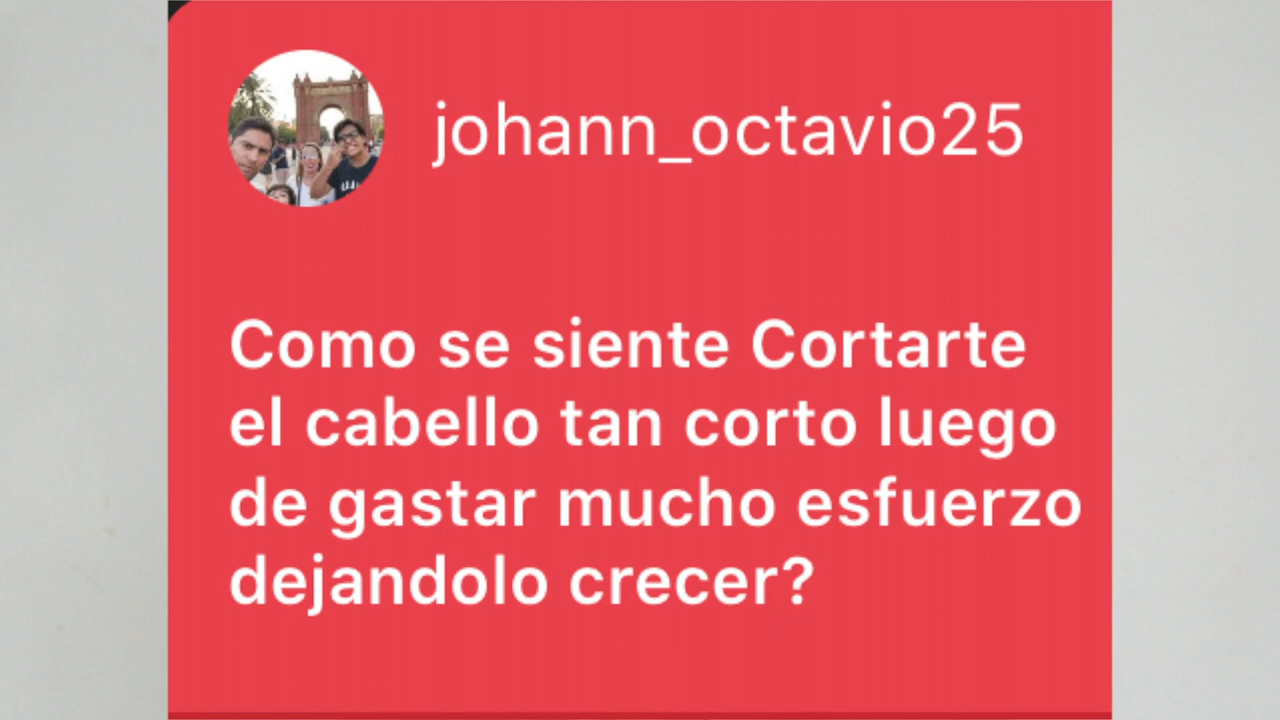 johann_octavio25
Como se siente Cortarte
el cabello tan corto luego
de gastar mucho esfuerzo
dejandolo crecer?